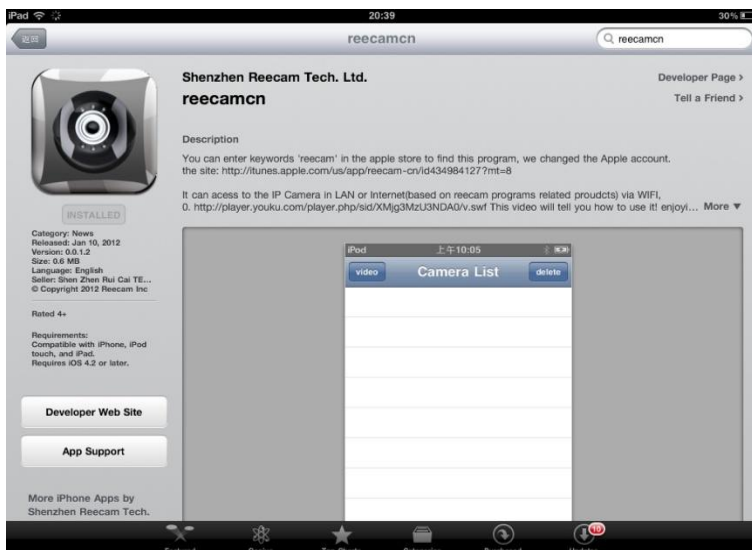 iPad
20:39
30%
返回
reecamcn
reecamcn
Shenzhen Reecam Tech. Ltd.
reecamcn
Developer Page >
Tell a Friend >
Description
You can enter keywords 'reecam' in the apple store to find this program, we changed the Apple account.
the site: http://itunes.apple.com/us/app/reecam-cn/id434984127?mt=8
It can acess to the IP Camera in LAN or Internet(based on reecam programs related proudcts) via WIFI,
0. http://player.youku.com/player.php/sid/XMjg3MzU3NDA0/v.swf This video will tell you how to use it! enjoyi... More ▼
INSTALLED
Category: News
Released: Jan 10, 2012
Version: 0.0.1.2
Size: 0.6 MB
Language: English
Seller: Shen Zhen Rui Cai TE...
© Copyright 2012 Reecam Inc
Rated 4+
Requirements:
Compatible with iPhone, iPod
touch, and iPad.
Requires iOS 4.2 or later.
Developer Web Site
App Support
More iPhone Apps by
Shenzhen Reecam Tech.
iPod
上午10:05
video
Camera List
delete
19